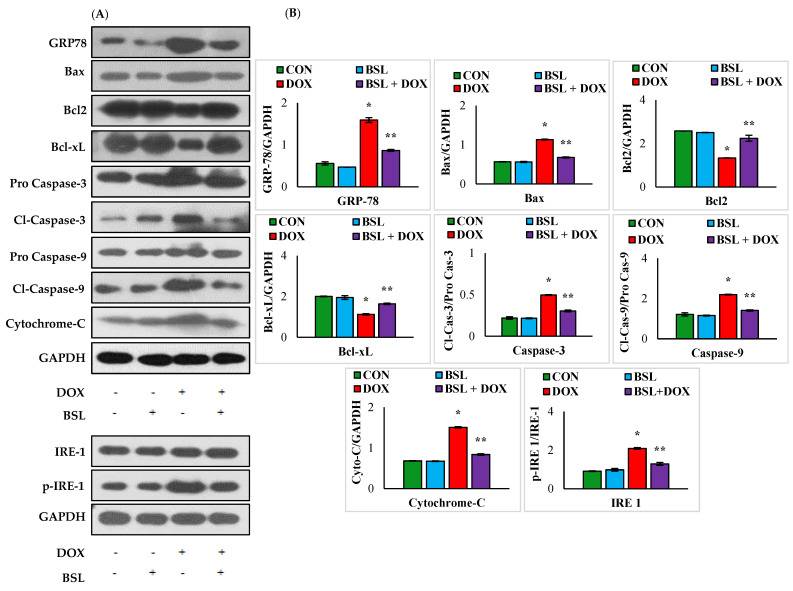 (A)
GRP78
Bax
Bcl2
Bcl-xL
Pro Caspase-3
Cl-Caspase-3
Pro Caspase-9
Cl-Caspase-9
Cytochrome-C
GAPDH
DOX - - + +
BSL - + - +
IRE-1
p-IRE-1
GAPDH
DOX - - + +
BSL - + - +
(B)
CON BSL
DOX BSL + DOX
GRP-78/GAPDH
2
1
0
*
**
GRP-78
CON BSL
DOX BSL + DOX
Bax/GAPDH
2
1
0
*
**
Bax
CON BSL
DOX BSL + DOX
Bcl2/GAPDH
4
2
0
*
**
Bcl2
CON BSL
DOX BSL + DOX
Bcl-xL/GAPDH
4
2
0
*
**
Bcl-xL
CON BSL
DOX BSL + DOX
Cl-Cas-3/Pro Cas-3
1
0.5
0
*
**
Caspase-3
CON BSL
DOX BSL + DOX
Cl-Cas-9/Pro Cas-9
4
2
0
*
**
Caspase-9
CON BSL
DOX BSL + DOX
Cyto-C/GAPDH
2
1
0
*
**
Cytochrome-C
CON BSL
DOX BSL+DOX
p-IRE 1/IRE-1
4
2
0
*
**
IRE 1